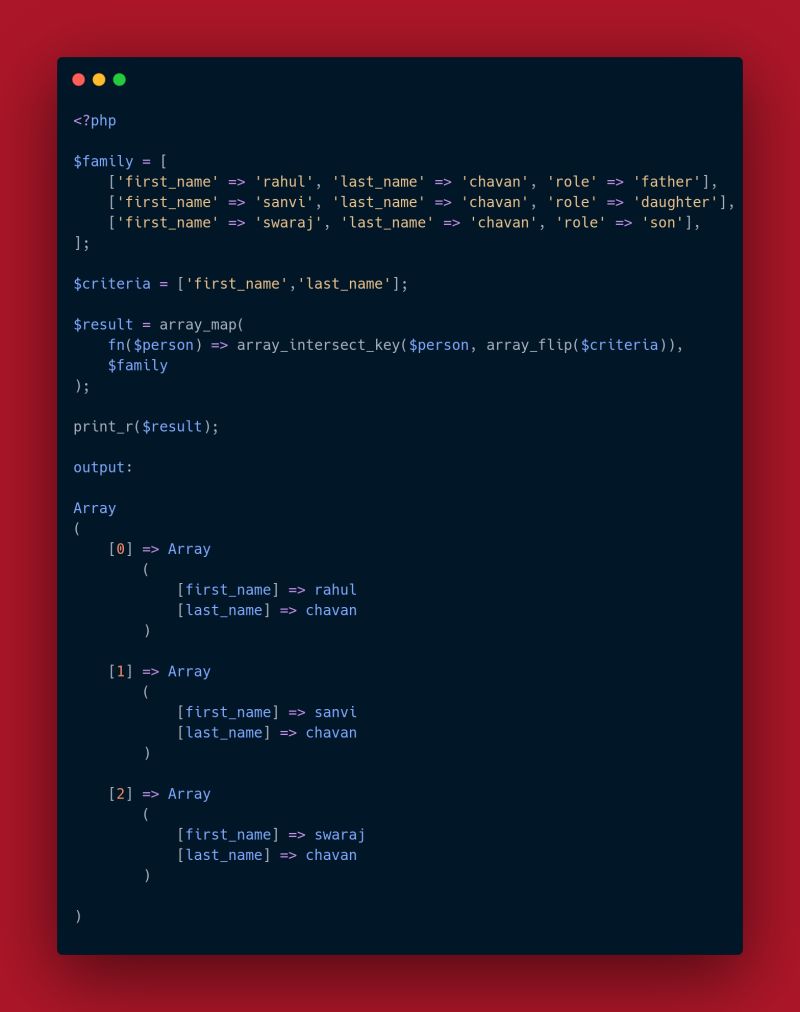 <?php
$family = [
    ['first_name' => 'rahul', 'last_name' => 'chavan', 'role' => 'father'],
    ['first_name' => 'sanvi', 'last_name' => 'chavan', 'role' => 'daughter'],
    ['first_name' => 'swaraj', 'last_name' => 'chavan', 'role' => 'son'],
];
$criteria = ['first_name','last_name'];
$result = array_map(
    fn($person) => array_intersect_key($person, array_flip($criteria)),
    $family
);
print_r($result);
output:
Array
(
    [0] => Array
        (
            [first_name] => rahul
            [last_name] => chavan
        )
    [1] => Array
        (
            [first_name] => sanvi
            [last_name] => chavan
        )
    [2] => Array
        (
            [first_name] => swaraj
            [last_name] => chavan
        )
)